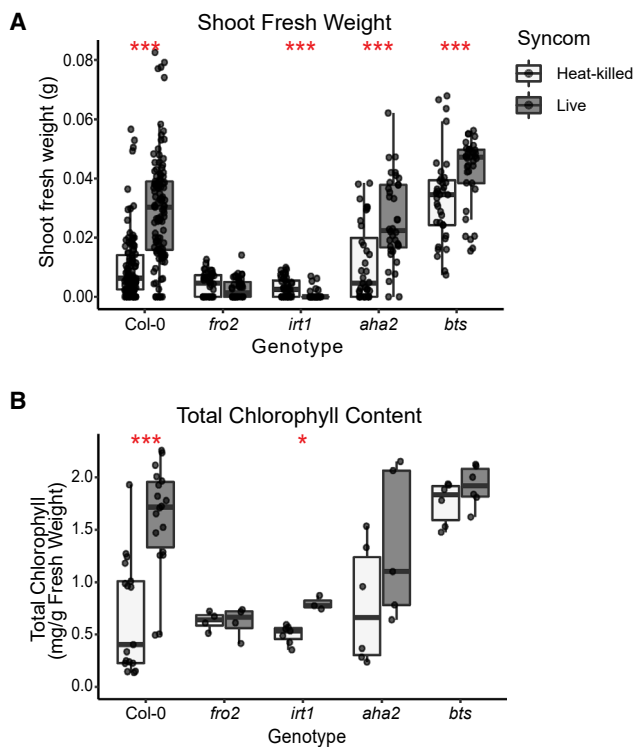 A
Shoot Fresh Weight
Syncom
Heat-killed
Live
Shoot fresh weight (g)
0.08
0.06
0.04
0.02
0.00
*** *** *** ***
Col-0 fro2 irt1 aha2 bts
Genotype
B
Total Chlorophyll Content
Total Chlorophyll
(mg/g Fresh Weight)
2.0
1.5
1.0
0.5
0.0
*** *
Col-0 fro2 irt1 aha2 bts
Genotype